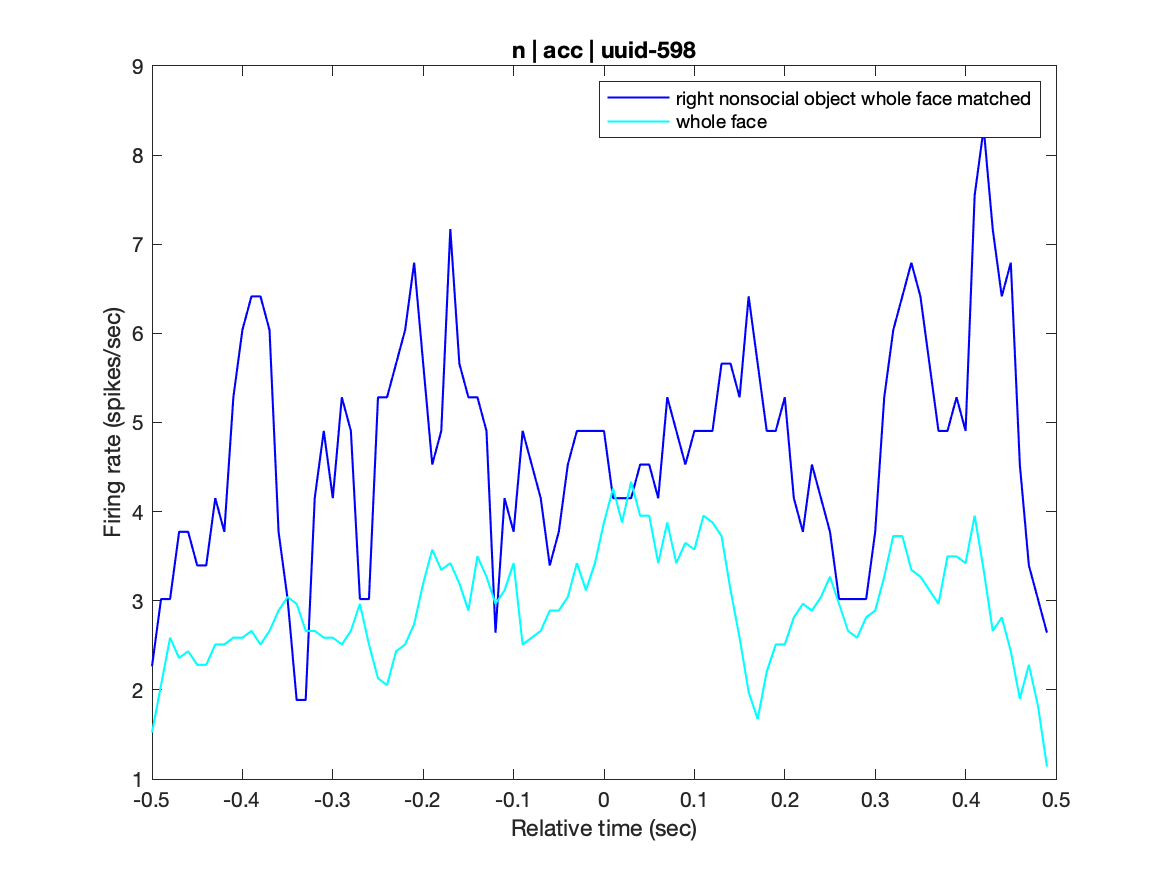 n | acc | uuid-598
9
8
7
6
5
4
3
2
1
Firing rate (spikes/sec)
right nonsocial object whole face matched
whole face
-0.5 -0.4 -0.3 -0.2 -0.1 0 0.1 0.2 0.3 0.4 0.5
Relative time (sec)